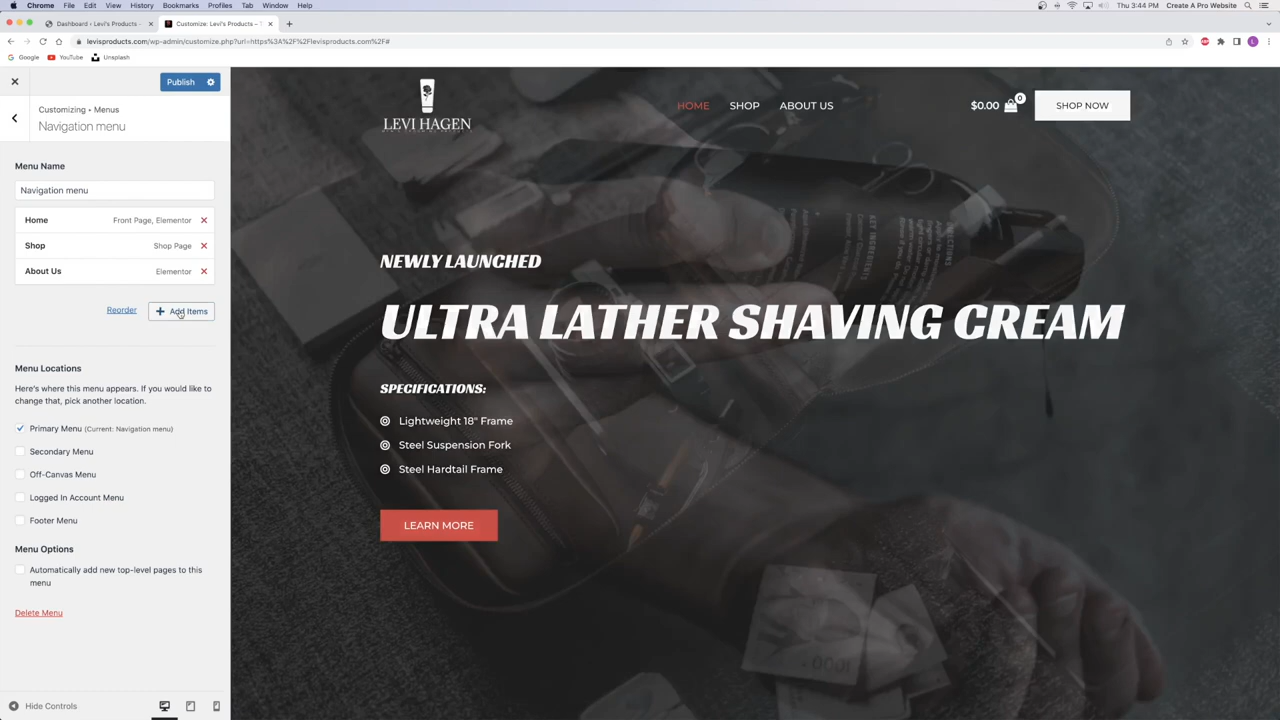 Chrome File Edit View History Bookmarks Profiles Tab Window Help
Thu 3:44 PM Create A Pro Website
Dashboard ‹ Levi's Products -
Customize: Levi's Products –
levisproducts.com/wp-admin/customize.php?url=https%3A%2F%2Flevisproducts.com%2F#
Google YouTube Unsplash
Publish
Customizing • Menus
Navigation menu
Menu Name
Navigation menu
Home Front Page, Elementor
Shop Shop Page
About Us Elementor
Reorder Add Items
Menu Locations
Here's where this menu appears. If you would like to
change that, pick another location.
Primary Menu (Current: Navigation menu)
Secondary Menu
Off-Canvas Menu
Logged In Account Menu
Footer Menu
Menu Options
Automatically add new top-level pages to this
menu
Delete Menu
Hide Controls
LEVI HAGEN
HOME SHOP ABOUT US
$0.00 0
SHOP NOW
KEY INGREDIENTS
NEWLY LAUNCHED
ULTRA LATHER SHAVING CREAM
SPECIFICATIONS:
Lightweight 18" Frame
Steel Suspension Fork
Steel Hardtail Frame
LEARN MORE